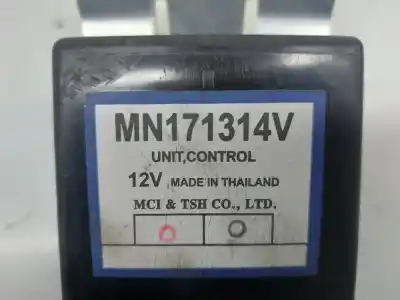 MN171314V
UNIT,CONTROL
12V MADE IN THAILAND
MCI & TSH CO., LTD.